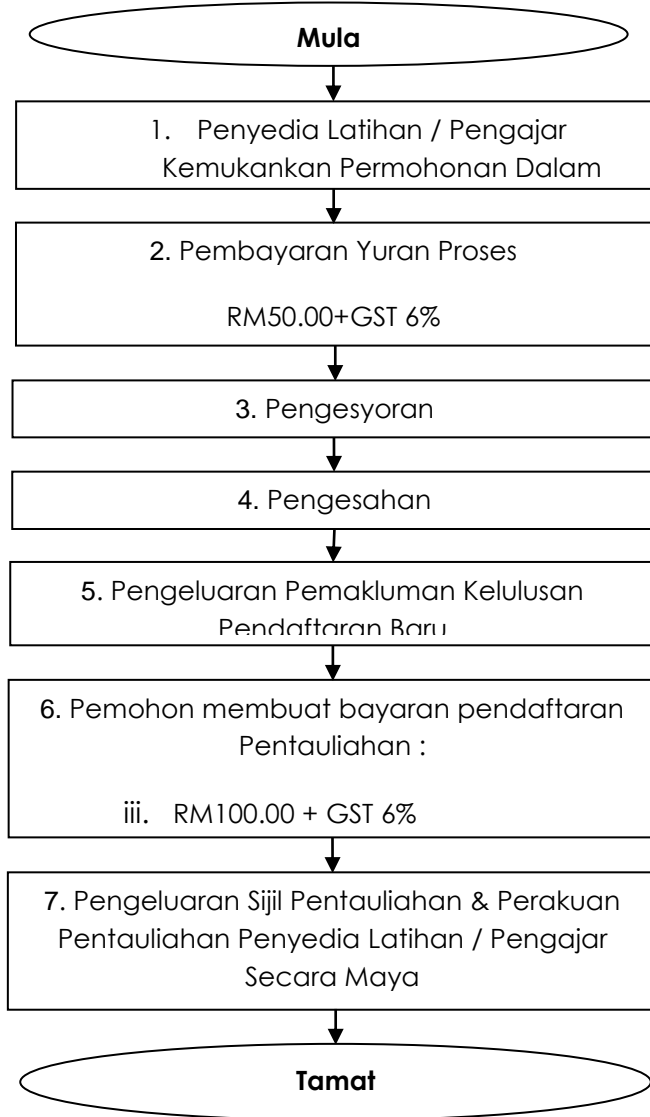 Mula
1. Penyedia Latihan / Pengajar
Kemukankan Permohonan Dalam
2. Pembayaran Yuran Proses
RM50.00+GST 6%
3. Pengesyoran
4. Pengesahan
5. Pengeluaran Pemakluman Kelulusan
Pendaftaran Baru
6. Pemohon membuat bayaran pendaftaran
Pentauliahan :
iii. RM100.00 + GST 6%
7. Pengeluaran Sijil Pentauliahan & Perakuan
Pentauliahan Penyedia Latihan / Pengajar
Secara Maya
Tamat